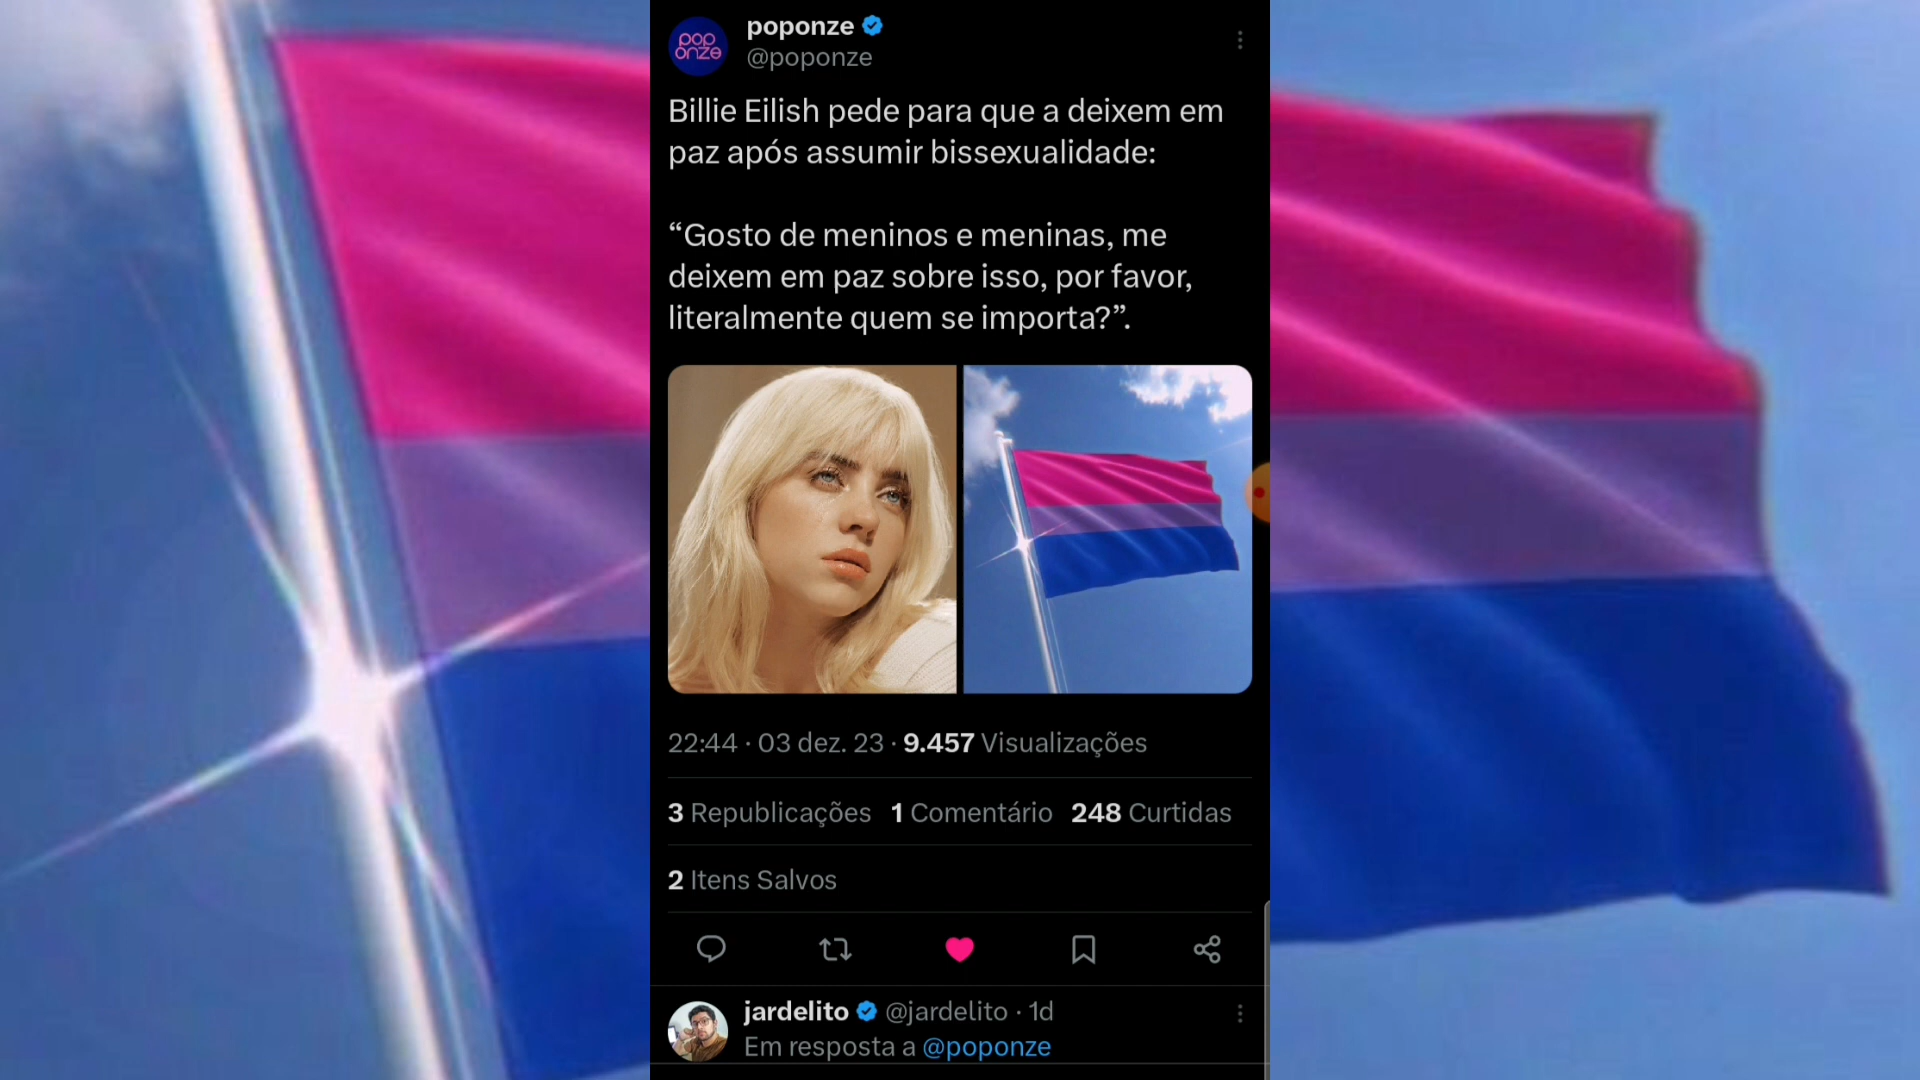 pop
onze
poponze
@poponze
Billie Eilish pede para que a deixem em
paz após assumir bissexualidade:
“Gosto de meninos e meninas, me
deixem em paz sobre isso, por favor,
literalmente quem se importa?”.
22:44 · 03 dez. 23 · 9.457 Visualizações
3 Republicações 1 Comentário 248 Curtidas
2 Itens Salvos
jardelito @jardelito · 1d
Em resposta a @poponze